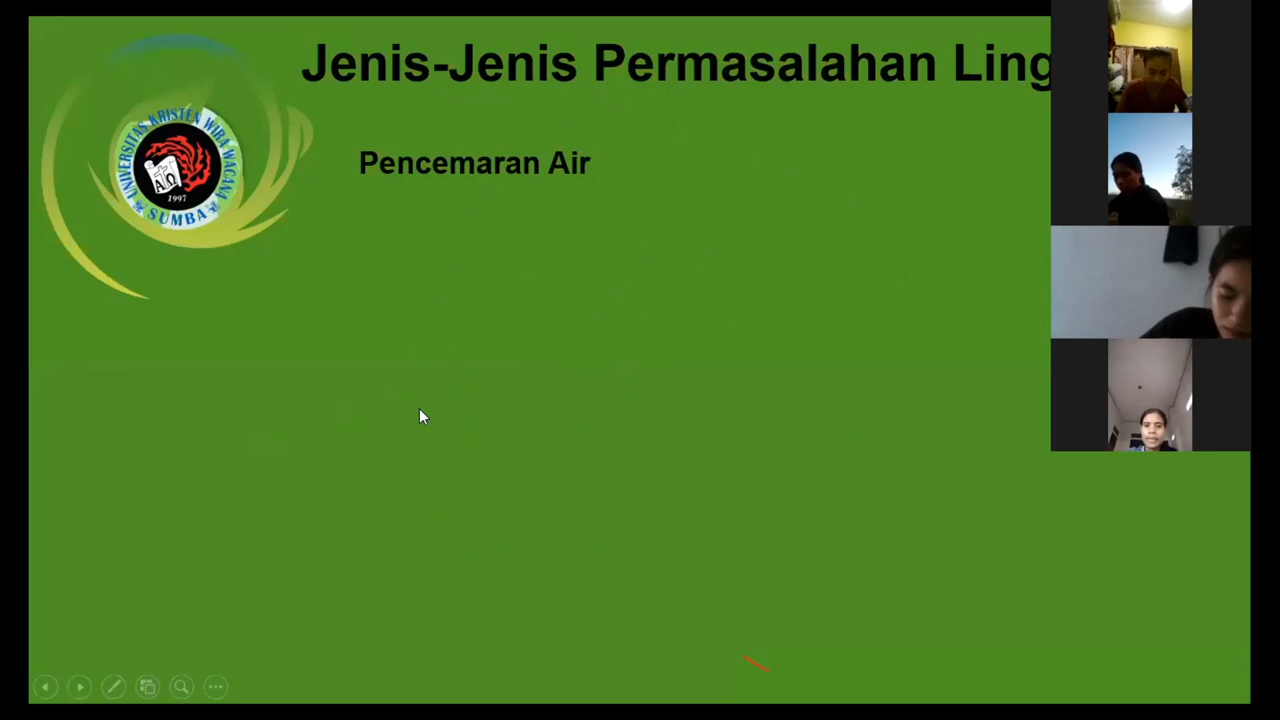 Jenis-Jenis Permasalahan Ling
UNIVERSITAS KRISTEN WIRA WACANA
SUMBA
A Ω
1997
Pencemaran Air